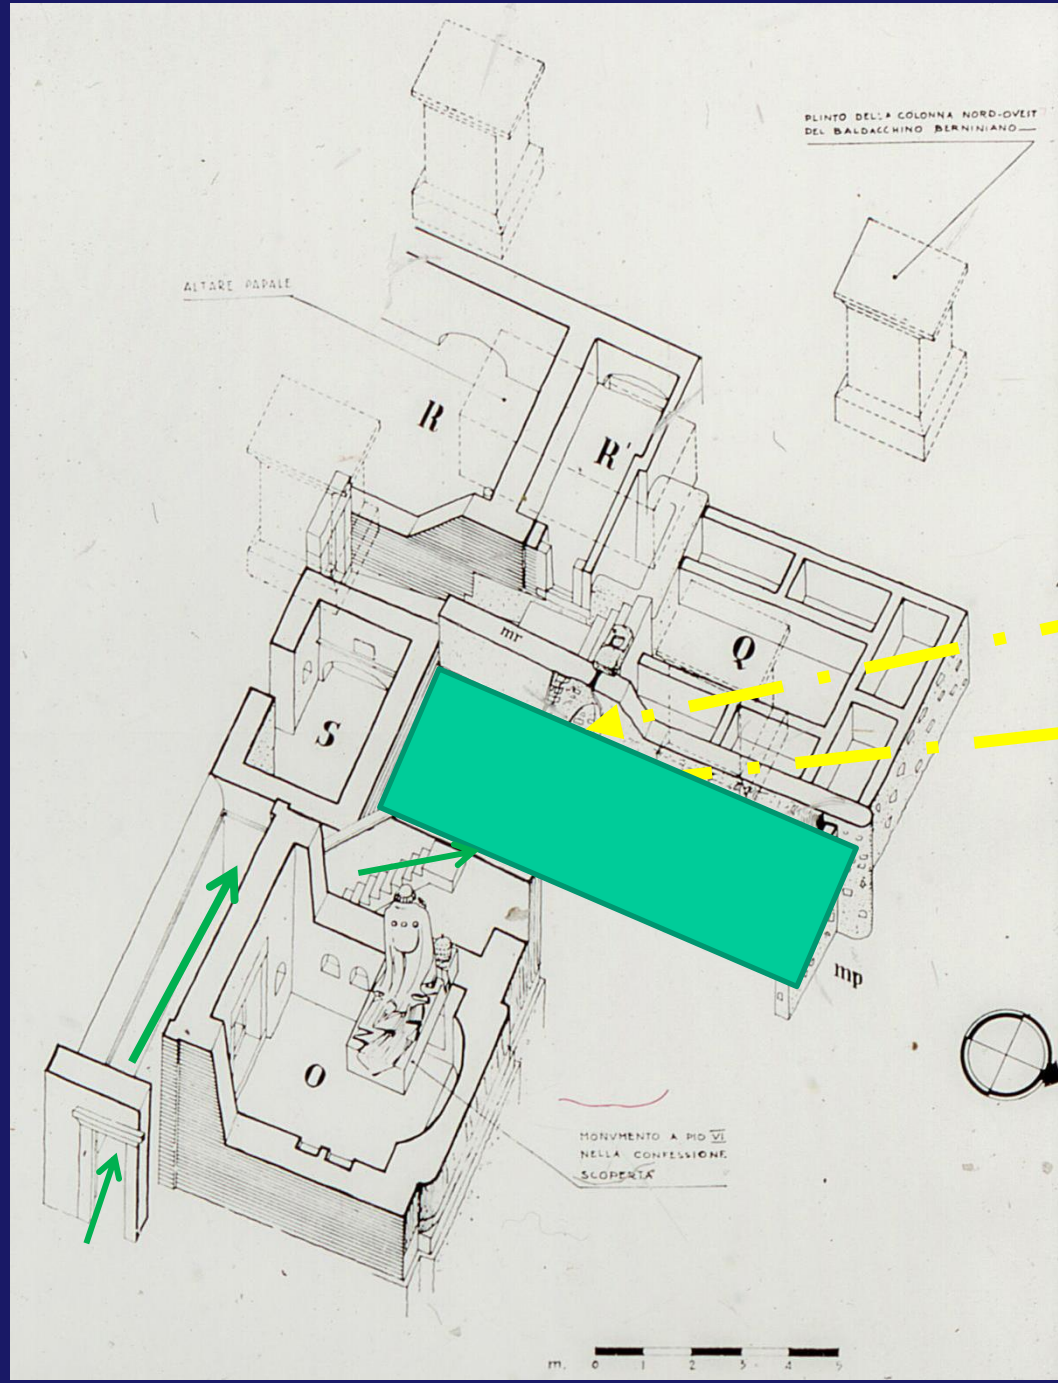 PLINTO DELLA COLONNA NORD-OVEST
DEL BALDACCHINO BERNINIANO
ALTARE PAPALE
R
R'
mr
Q
S
mp
O
MONVMENTO A PIO VI
NELLA CONFESSIONE
SCOPERTA
m. 0 1 2 3 4 5